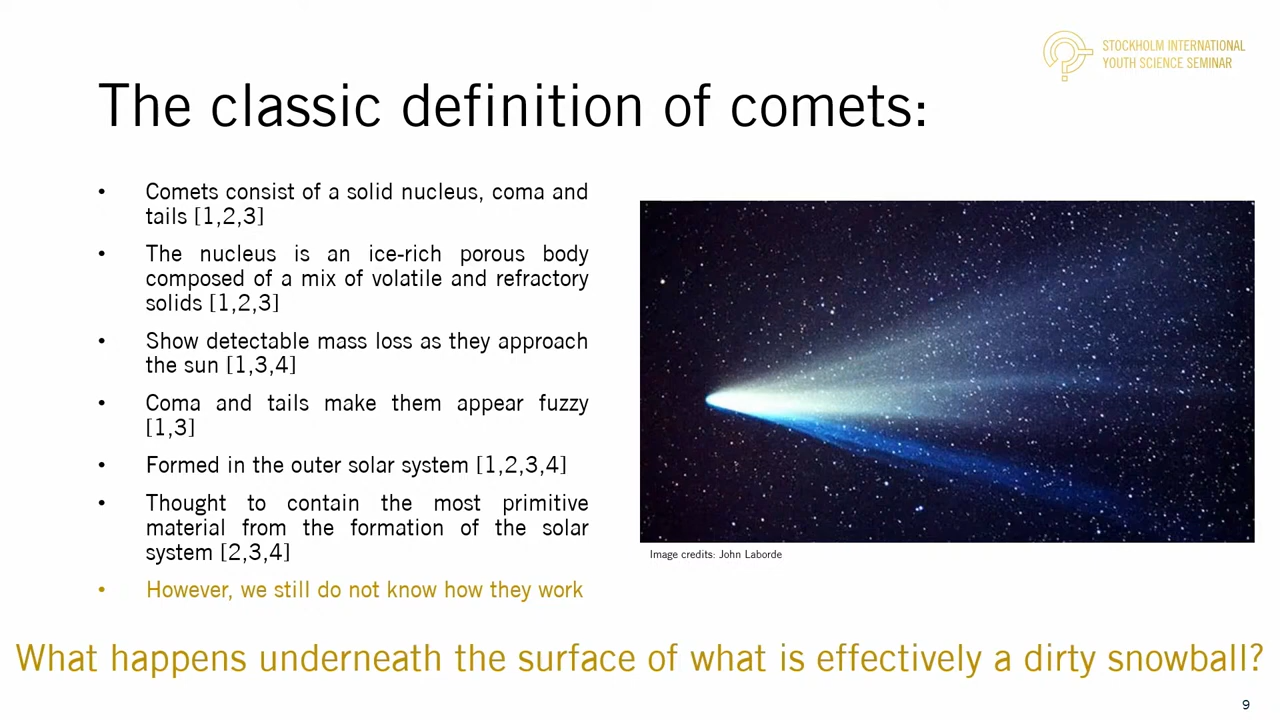 STOCKHOLM INTERNATIONAL
YOUTH SCIENCE SEMINAR
The classic definition of comets:
• Comets consist of a solid nucleus, coma and
tails [1,2,3]
• The nucleus is an ice-rich porous body
composed of a mix of volatile and refractory
solids [1,2,3]
• Show detectable mass loss as they approach
the sun [1,3,4]
• Coma and tails make them appear fuzzy
[1,3]
• Formed in the outer solar system [1,2,3,4]
• Thought to contain the most primitive
material from the formation of the solar
system [2,3,4]
• However, we still do not know how they work
Image credits: John Laborde
What happens underneath the surface of what is effectively a dirty snowball?
9